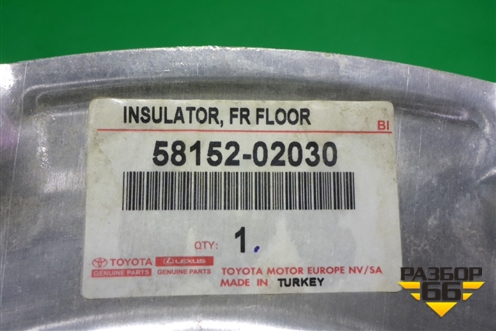 INSULATOR, FR FLOOR
BI
58152-02030
QTY: 1.
TOYOTA LEXUS
GENUINE PARTS GENUINE PARTS
TOYOTA MOTOR EUROPE NV/SA
MADE IN TURKEY
РАЗБОР
66